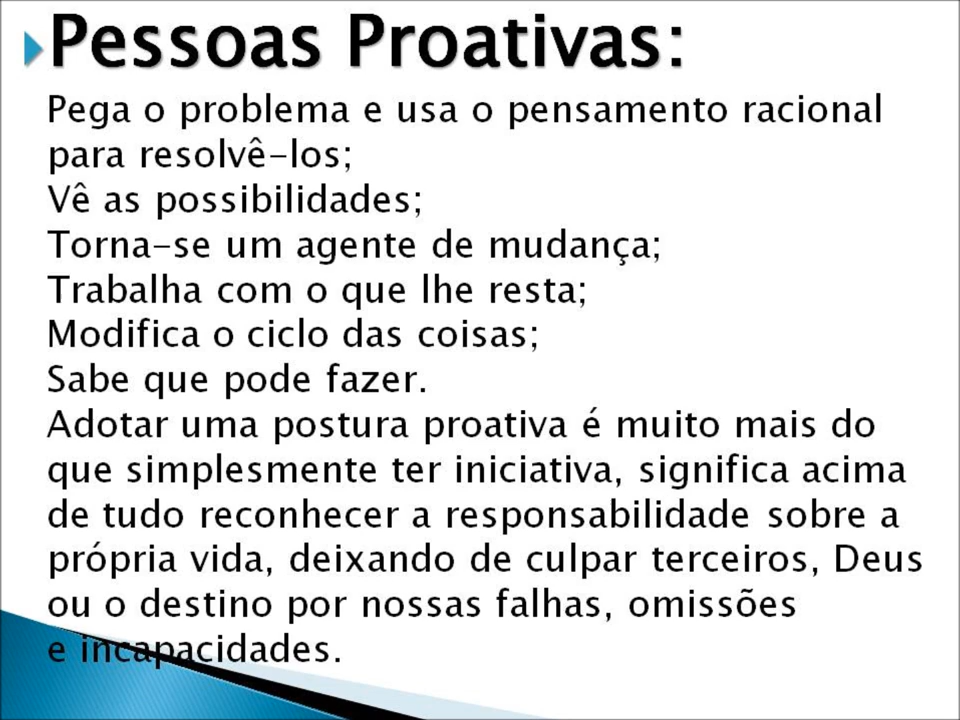 Pessoas Proativas:
Pega o problema e usa o pensamento racional
para resolvê-los;
Vê as possibilidades;
Torna-se um agente de mudança;
Trabalha com o que lhe resta;
Modifica o ciclo das coisas;
Sabe que pode fazer.
Adotar uma postura proativa é muito mais do
que simplesmente ter iniciativa, significa acima
de tudo reconhecer a responsabilidade sobre a
própria vida, deixando de culpar terceiros, Deus
ou o destino por nossas falhas, omissões
e incapacidades.